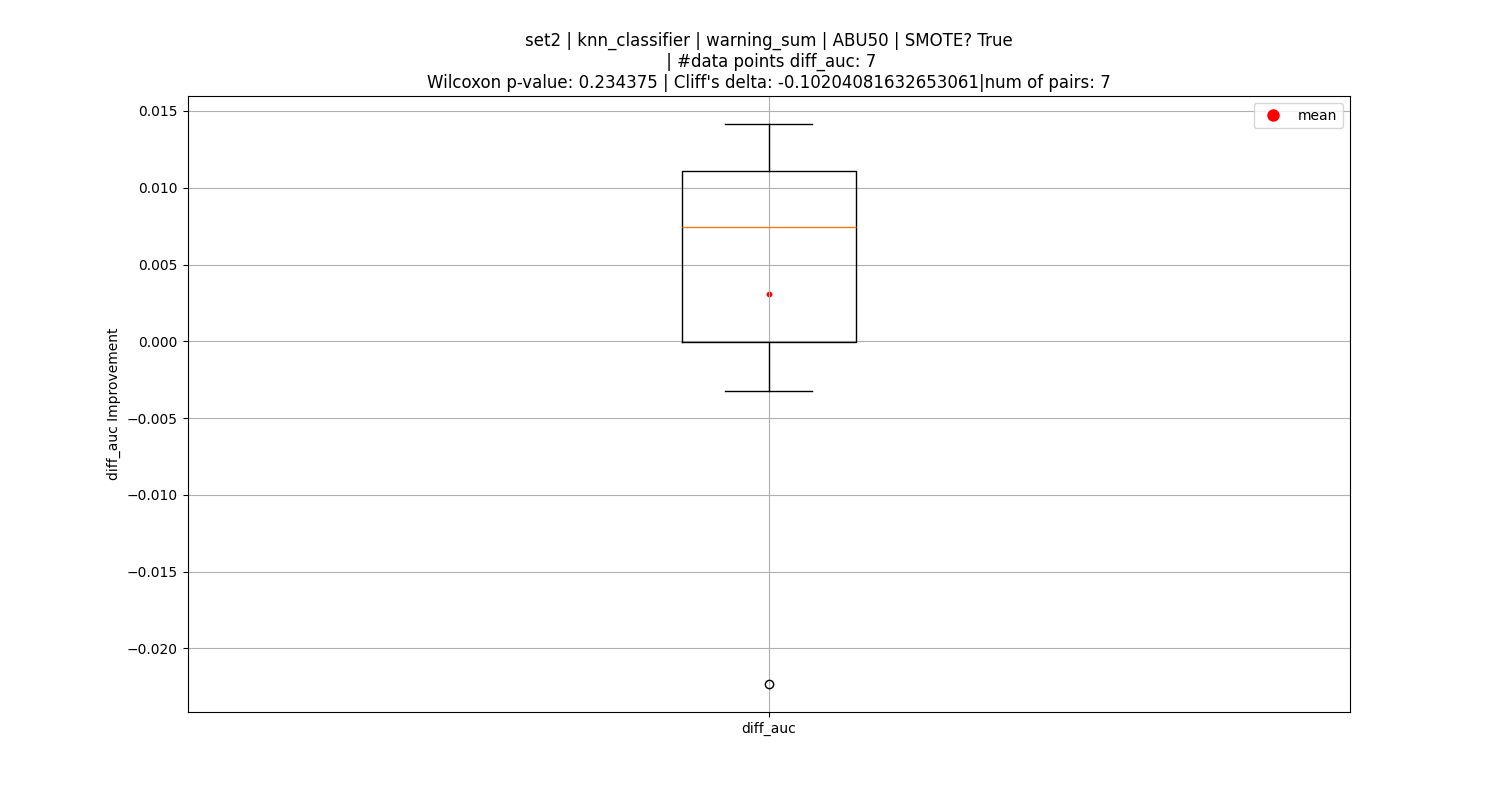 set2 | knn_classifier | warning_sum | ABU50 | SMOTE? True
| #data points diff_auc: 7
Wilcoxon p-value: 0.234375 | Cliff's delta: -0.10204081632653061|num of pairs: 7
mean
0.015
0.010
0.005
0.000
−0.005
−0.010
−0.015
−0.020
diff_auc Improvement
diff_auc